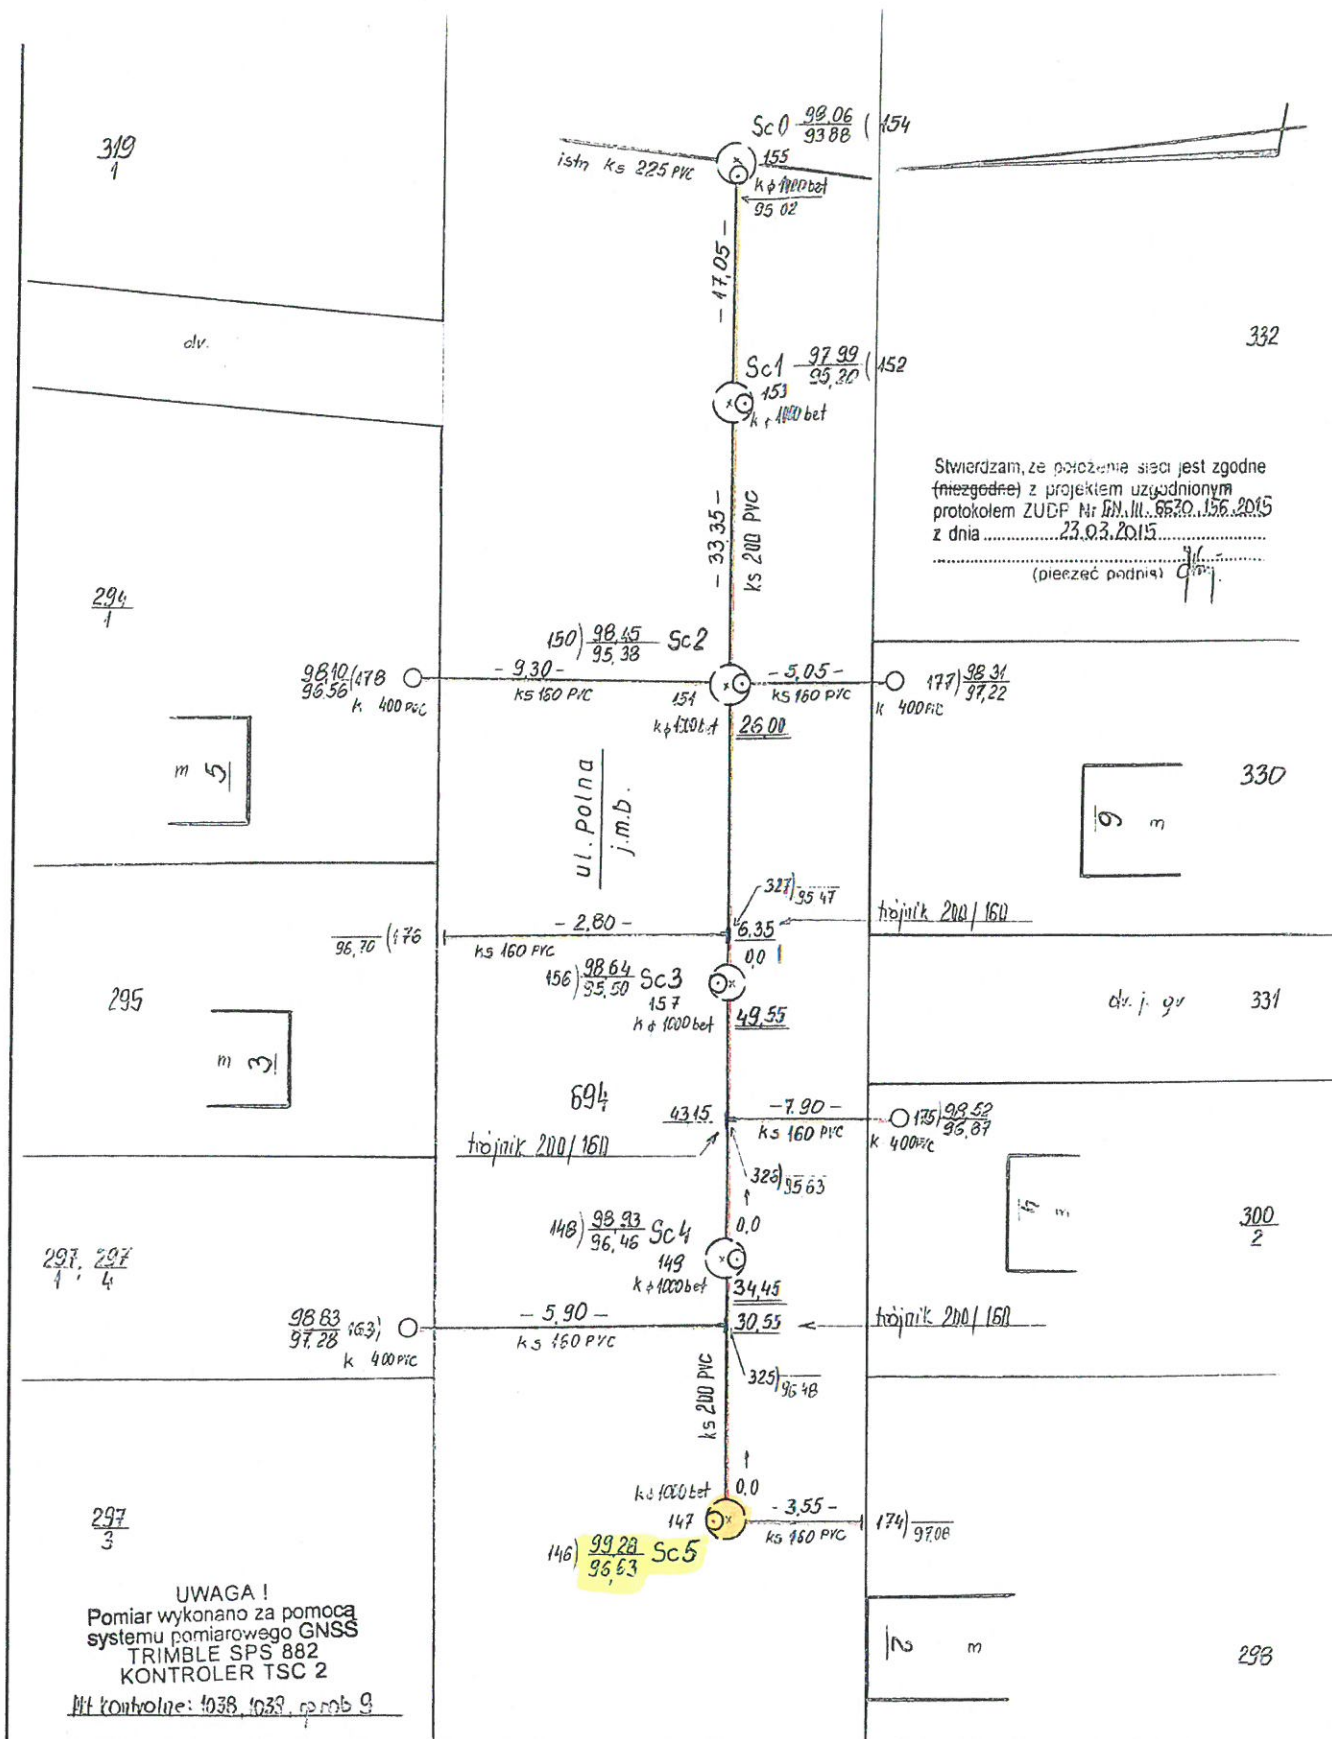 319
1
Sc0 98,06 (154
93 88
155
istn ks 225 PVC
k ϕ 1000 bet
95 02
- 17,05 -
dv.
332
Sc1 97 99 (152
95,20
153
k ϕ 1000 bet
Stwierdzam, że położenie sieci jest zgodne
(niezgodne) z projektem uzgodnionym
protokołem ZUDP Nr GN.III.6630.156.2015
z dnia 23.03.2015
(pieczęć podpis)
- 33 35 -
ks 200 PVC
294
1
150) 98,45 Sc2
95,38
98,10 (178
96,56
k 400 PVC
- 9,30 -
ks 160 PVC
151
k ϕ 1000 bet
26,00
- 5,05 -
ks 160 PVC
177) 98 31
97,22
k 400 PVC
m 5
ul. Polna
j.m.b.
330
9 m
327) 95 47
trójnik 200/160
96,70 (176
- 2,80 -
ks 160 PVC
6,35
0,0
156) 98 64 Sc3
95,50
157
k ϕ 1000 bet
49,55
295
dv. j. gr
331
m 3
694
43 15
- 7.90 -
ks 160 PVC
175) 98,52
96,87
k 400 PVC
trójnik 200/160
326) 95 63
148) 98 93 Sc4
96,46
0,0
149
k ϕ 1000 bet
34,45
300
2
297 ; 297
1 4
98 83 163)
97,28
k 400 PVC
- 5,90 -
ks 160 PVC
30,55
trójnik 200/160
325) 96 48
ks 200 PVC
k ϕ 1000 bet
0,0
147
- 3,55 -
ks 160 PVC
174) 97,08
146) 99 28 Sc5
96,63
297
3
UWAGA !
Pomiar wykonano za pomocą
systemu pomiarowego GNSS
TRIMBLE SPS 882
KONTROLER TSC 2
Pkt kontrolne: 1038, 1039,
m
298